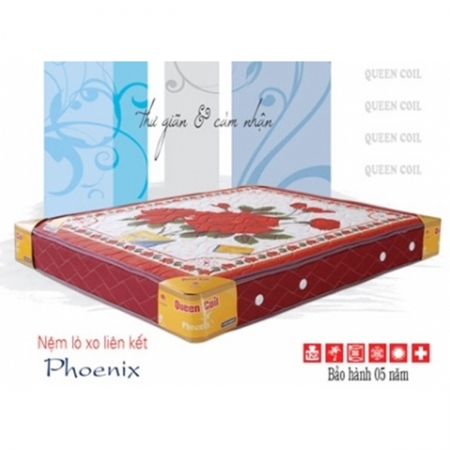 QUEEN COIL
QUEEN COIL
QUEEN COIL
QUEEN COIL
Thư giãn & cảm nhận
Queen Coil
Phoenix
Nệm lò xo liên kết
Phoenix
Bảo hành 05 năm